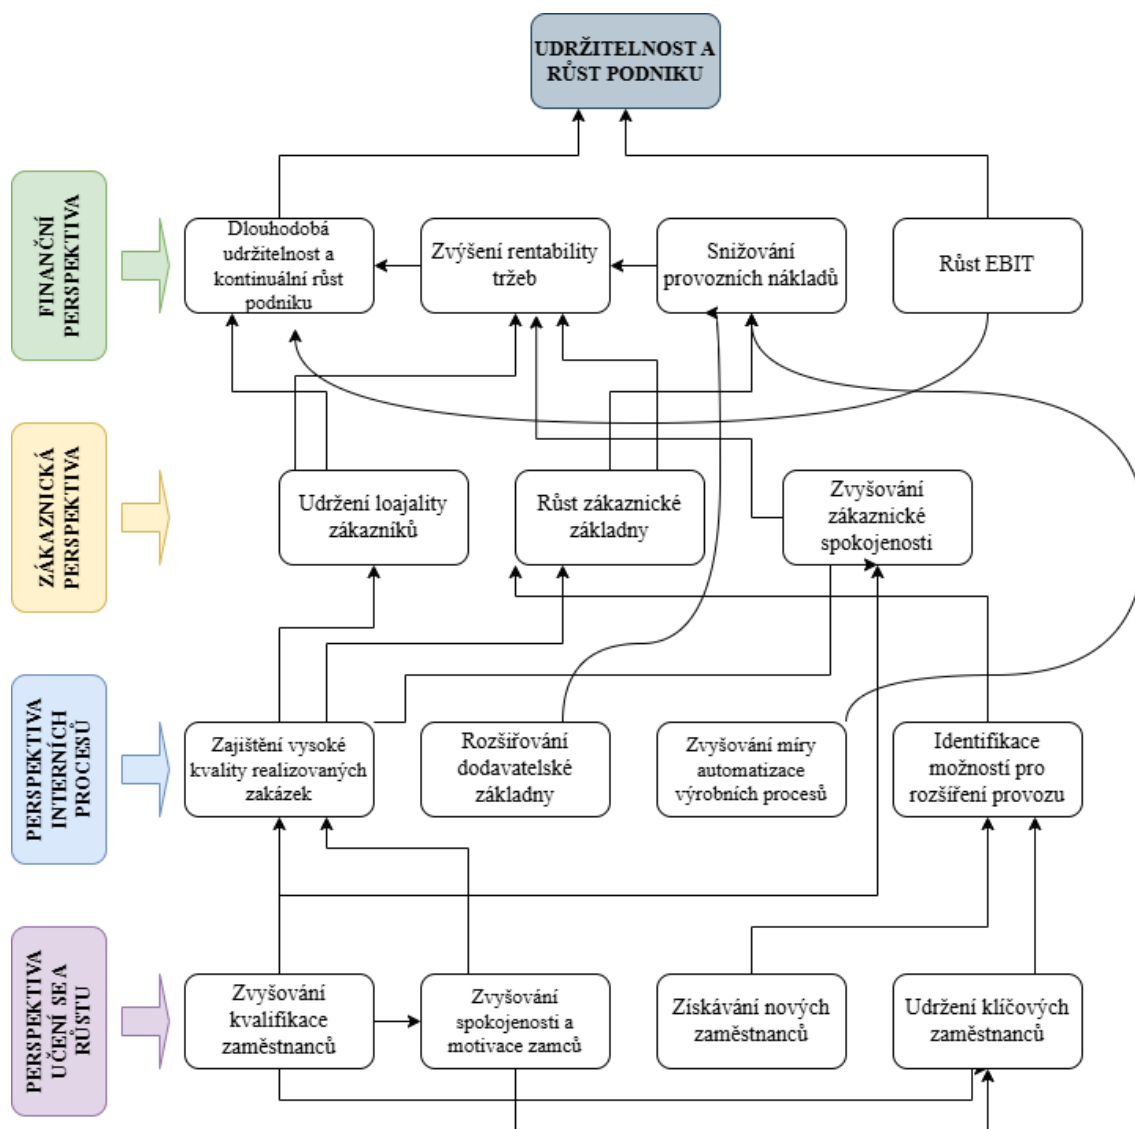 UDRŽITELNOST A
RŮST PODNIKU
FINANČNÍ
PERSPEKTIVA
Dlouhodobá
udržitelnost a
kontinuální růst
podniku
Zvýšení rentability
tržeb
Snižování
provozních nákladů
Růst EBIT
ZÁKAZNICKÁ
PERSPEKTIVA
Udržení loajality
zákazníků
Růst zákaznické
základny
Zvyšování
zákaznické
spokojenosti
PERSPEKTIVA
INTERNÍCH
PROCESŮ
Zajištění vysoké
kvality realizovaných
zakázek
Rozšiřování
dodavatelské
základny
Zvyšování míry
automatizace
výrobních procesů
Identifikace
možností pro
rozšíření provozu
PERSPEKTIVA
UČENÍ SE A
RŮSTU
Zvyšování
kvalifikace
zaměstnanců
Zvyšování
spokojenosti a
motivace zamců
Získávání nových
zaměstnanců
Udržení klíčových
zaměstnanců